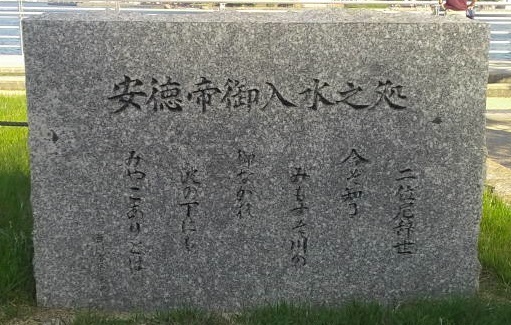 安徳帝御入水之処
二位尼辞世
今ぞ知る
みもすそ川の
御ながれ
波の下にも
みやこありとは